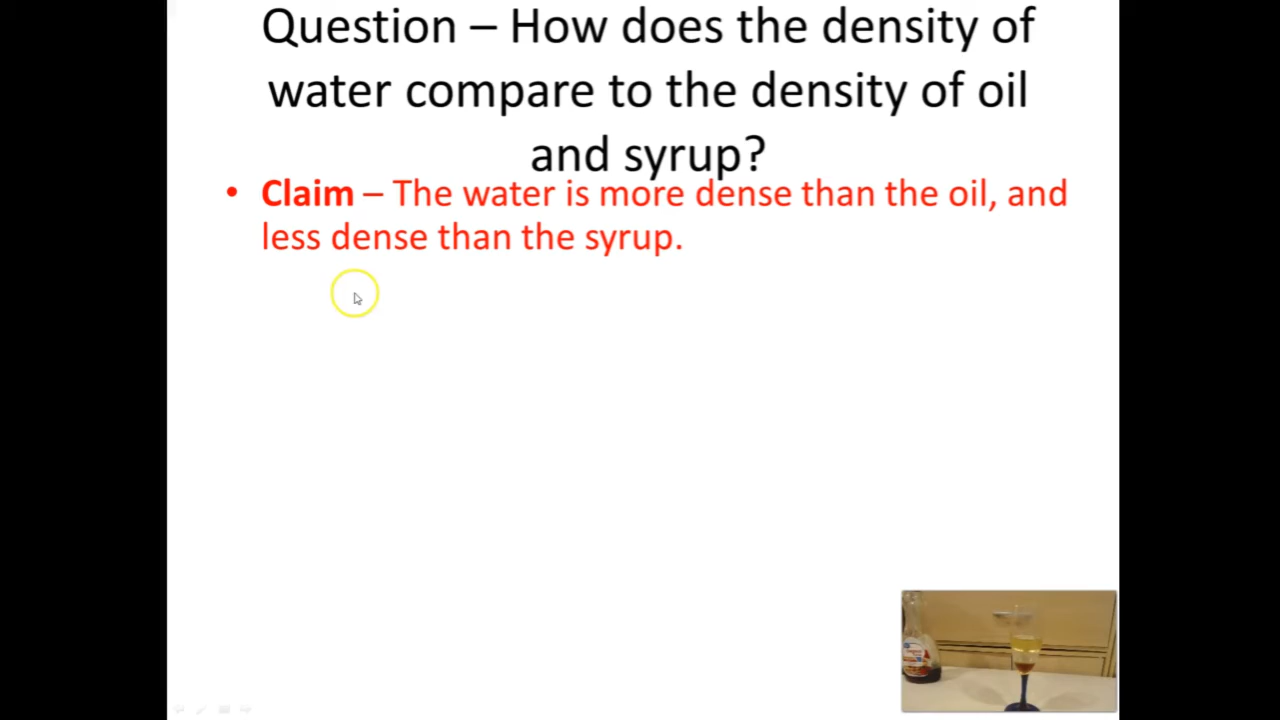 Question – How does the density of
water compare to the density of oil
and syrup?
• Claim – The water is more dense than the oil, and
less dense than the syrup.